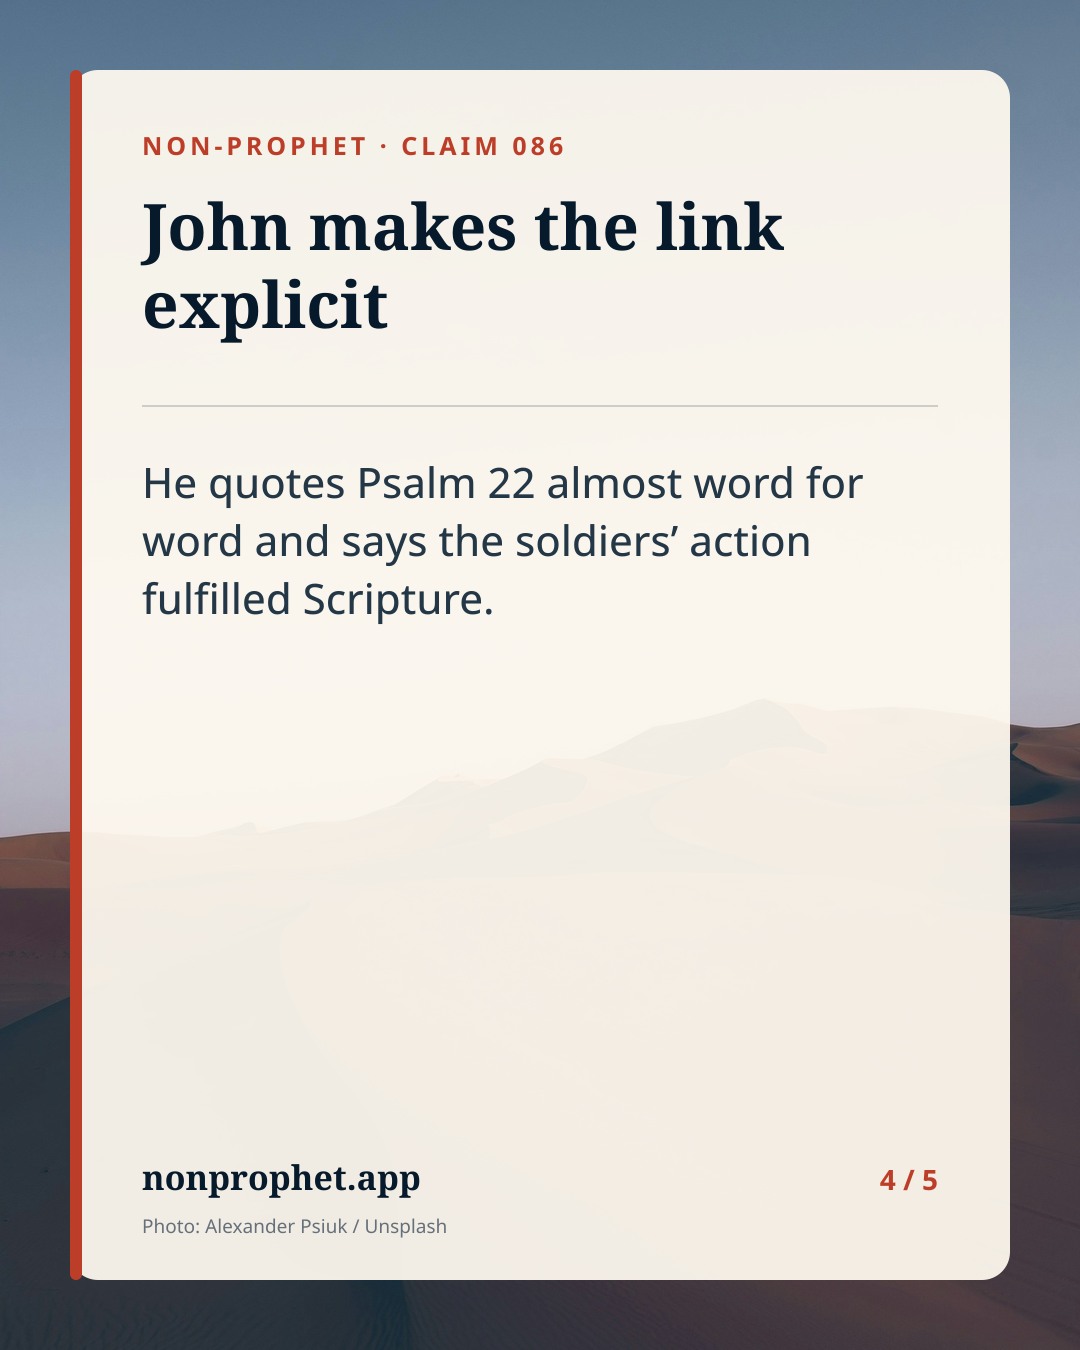 NON-PROPHET · CLAIM 086
John makes the link
explicit
He quotes Psalm 22 almost word for
word and says the soldiers’ action
fulfilled Scripture.
nonprophet.app
4 / 5
Photo: Alexander Psiuk / Unsplash